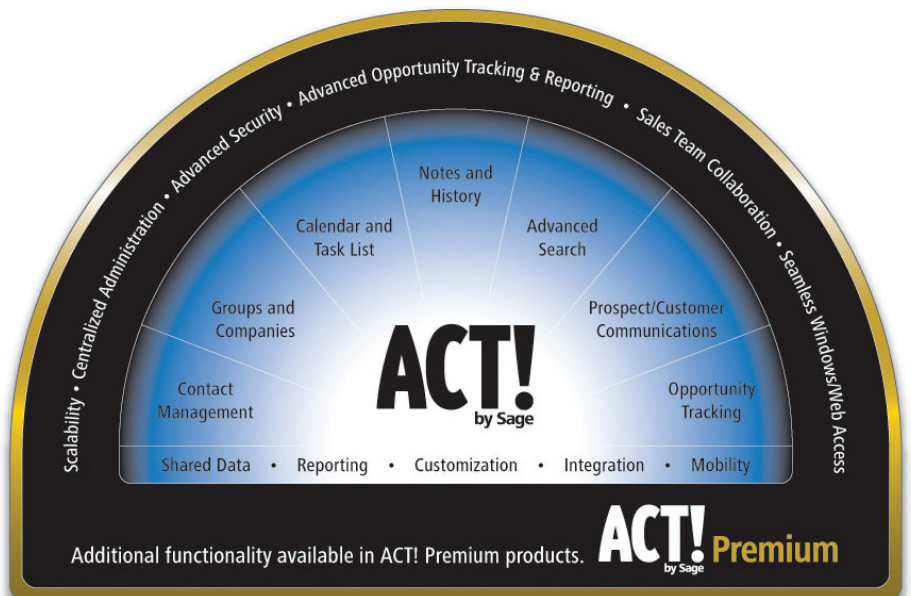 Scalability • Centralized Administration • Advanced Security • Advanced Opportunity Tracking & Reporting • Sales Team Collaboration • Seamless Windows/Web Access
Notes and
History
Calendar and
Task List
Advanced
Search
Groups and
Companies
Prospect/Customer
Communications
Contact
Management
Opportunity
Tracking
ACT!
by Sage
Shared Data • Reporting • Customization • Integration • Mobility
Additional functionality available in ACT! Premium products.
ACT! Premium
by Sage